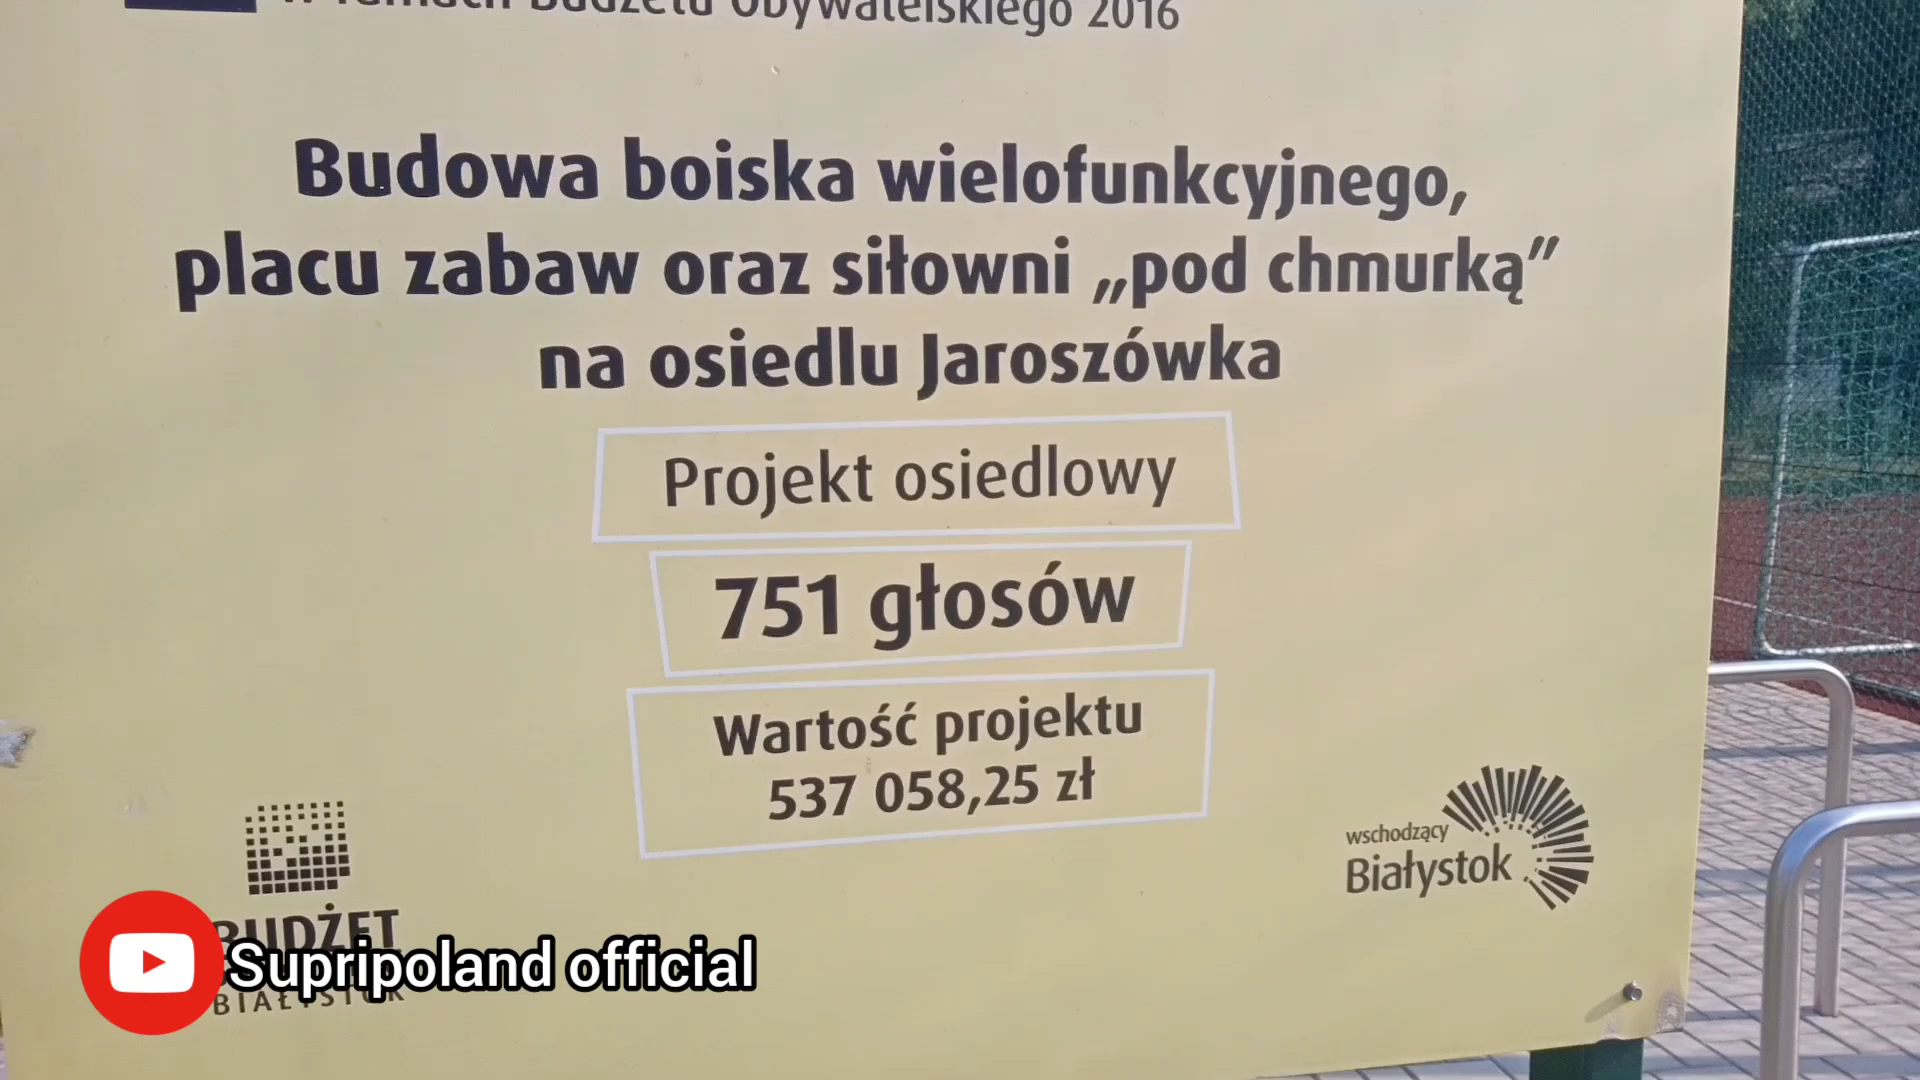 w ramach Budżetu Obywatelskiego 2016
Budowa boiska wielofunkcyjnego,
placu zabaw oraz siłowni „pod chmurką”
na osiedlu Jaroszówka
Projekt osiedlowy
751 głosów
Wartość projektu
537 058,25 zł
wschodzący
Białystok
BUDŻET
Supripoland official
BIAŁYSTOK